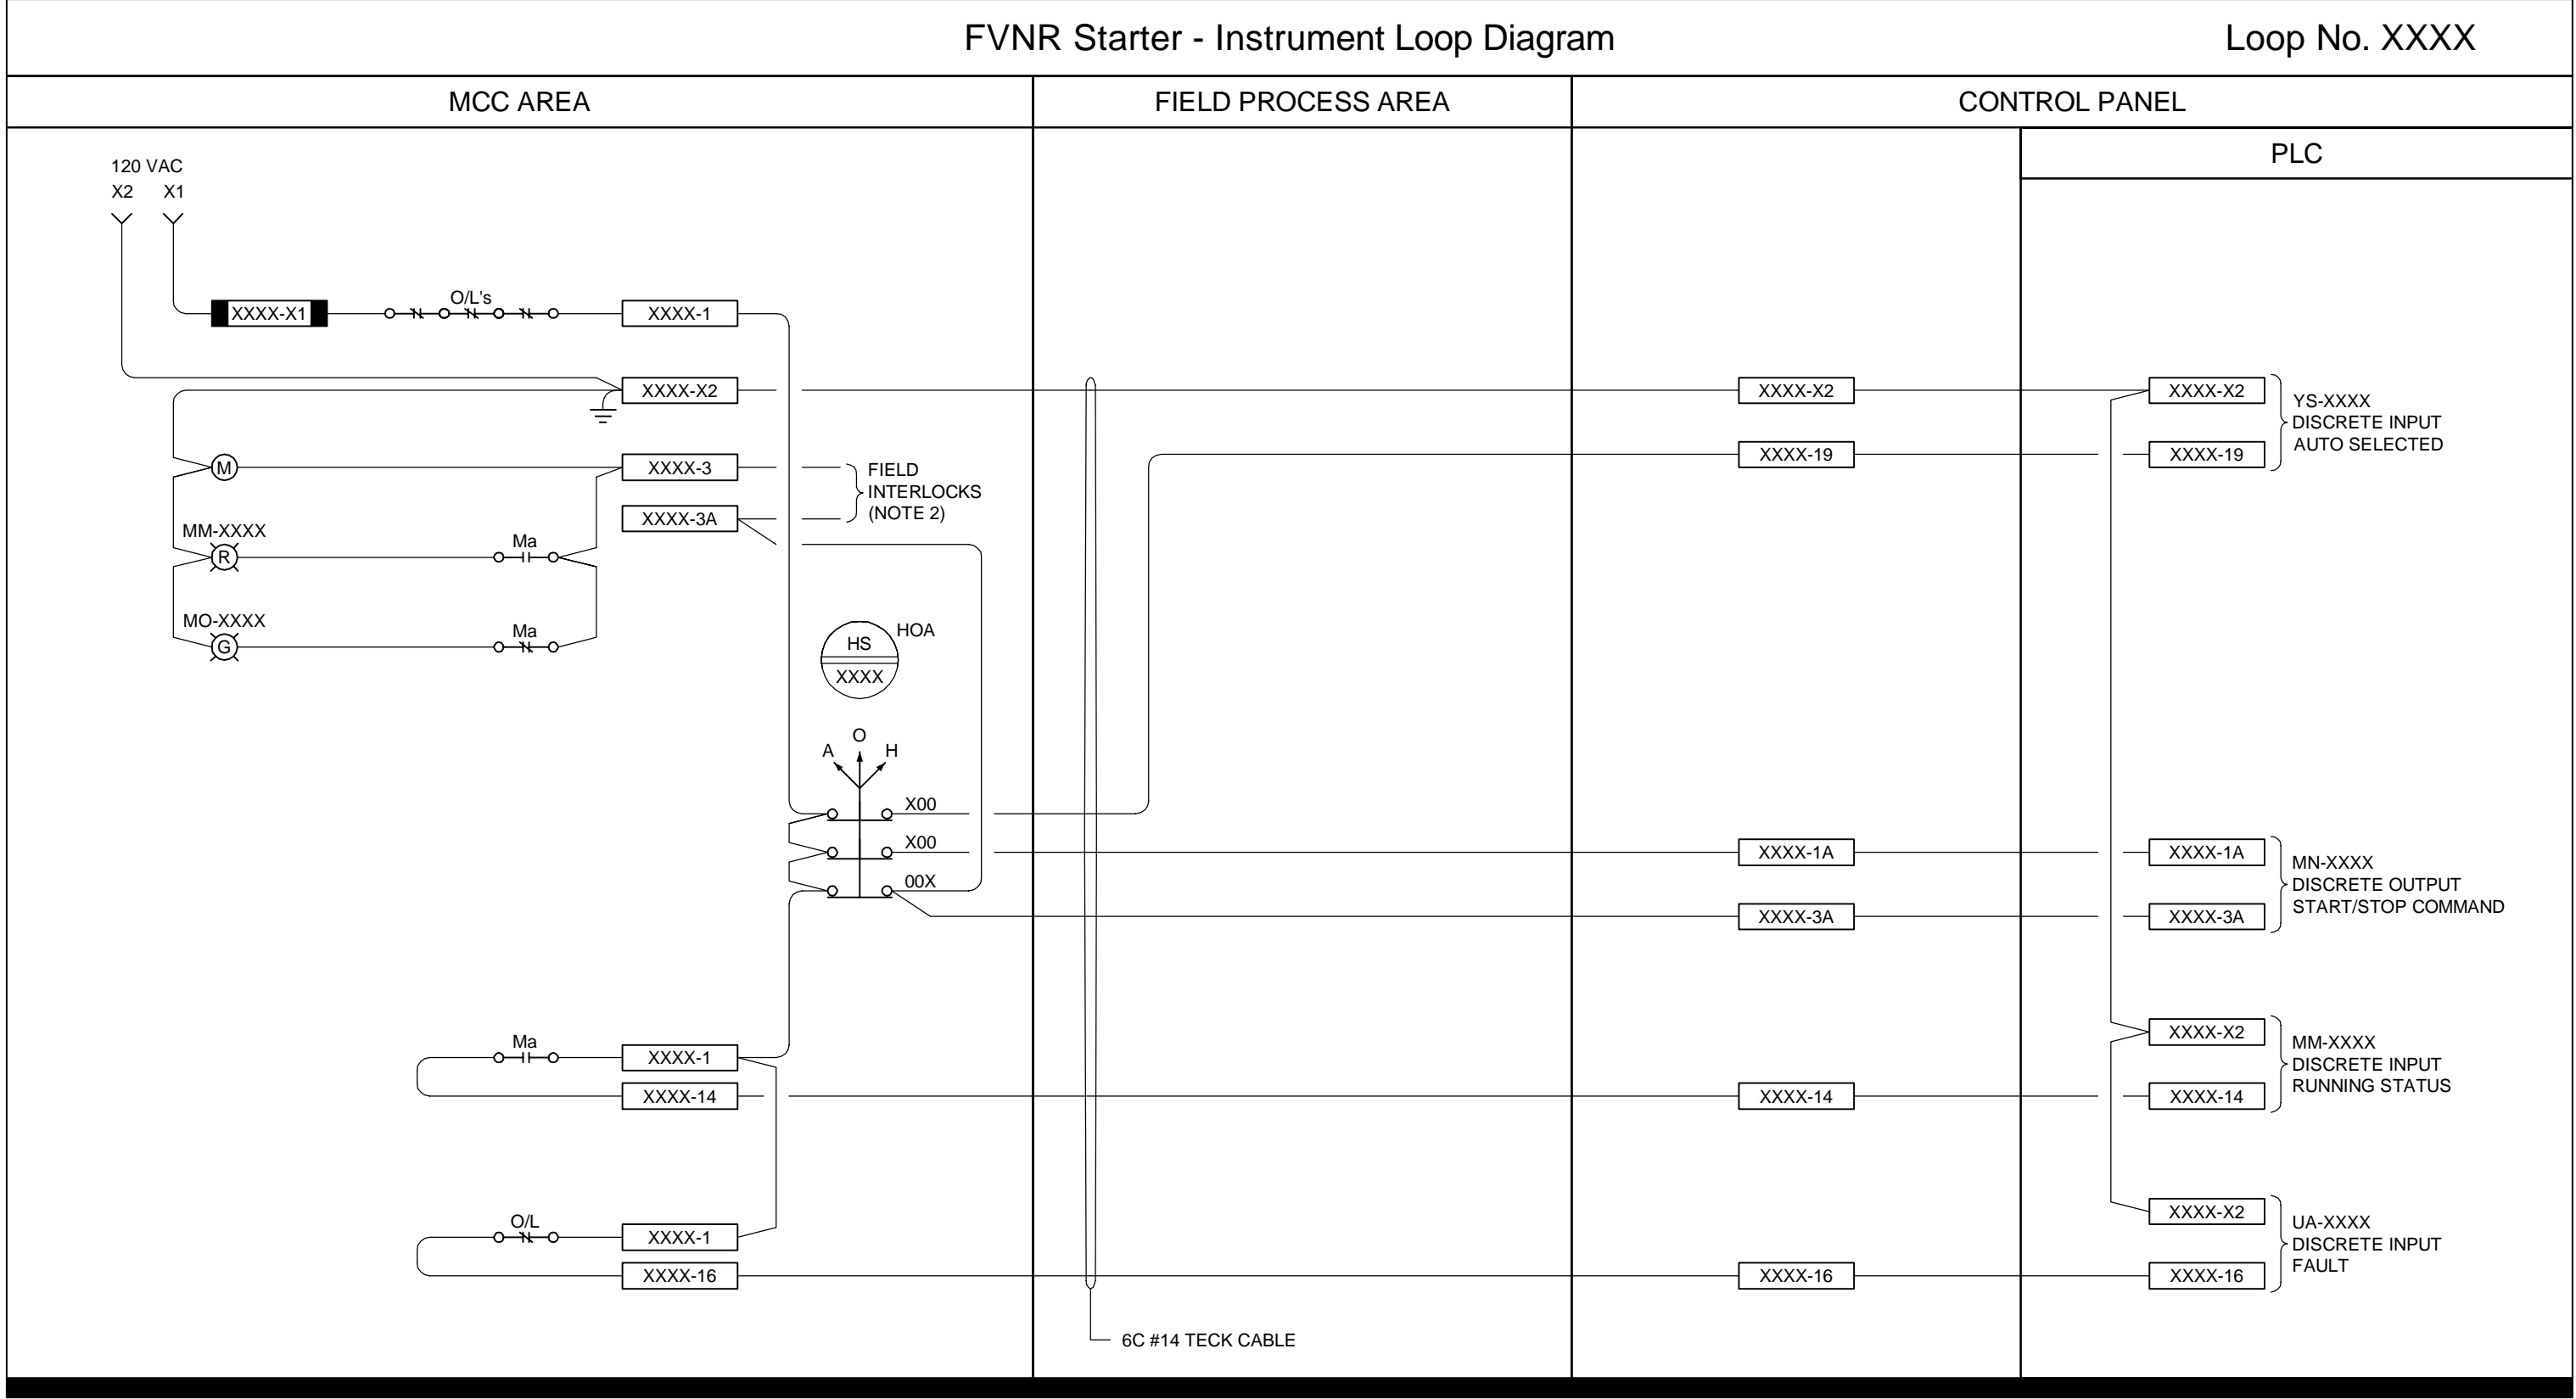 FVNR Starter - Instrument Loop Diagram
Loop No. XXXX
MCC AREA
FIELD PROCESS AREA
CONTROL PANEL
PLC
120 VAC
X2
X1
XXXX-X1
O/L's
XXXX-1
XXXX-X2
XXXX-X2
XXXX-X2
YS-XXXX
DISCRETE INPUT
AUTO SELECTED
XXXX-19
XXXX-19
M
XXXX-3
XXXX-3A
FIELD
INTERLOCKS
(NOTE 2)
MM-XXXX
R
Ma
MO-XXXX
G
Ma
HS
XXXX
HOA
A
O
H
X00
X00
00X
XXXX-1A
XXXX-1A
XXXX-3A
XXXX-3A
MN-XXXX
DISCRETE OUTPUT
START/STOP COMMAND
Ma
XXXX-1
XXXX-14
XXXX-14
XXXX-X2
XXXX-14
MM-XXXX
DISCRETE INPUT
RUNNING STATUS
O/L
XXXX-1
XXXX-16
XXXX-16
XXXX-X2
XXXX-16
UA-XXXX
DISCRETE INPUT
FAULT
6C #14 TECK CABLE